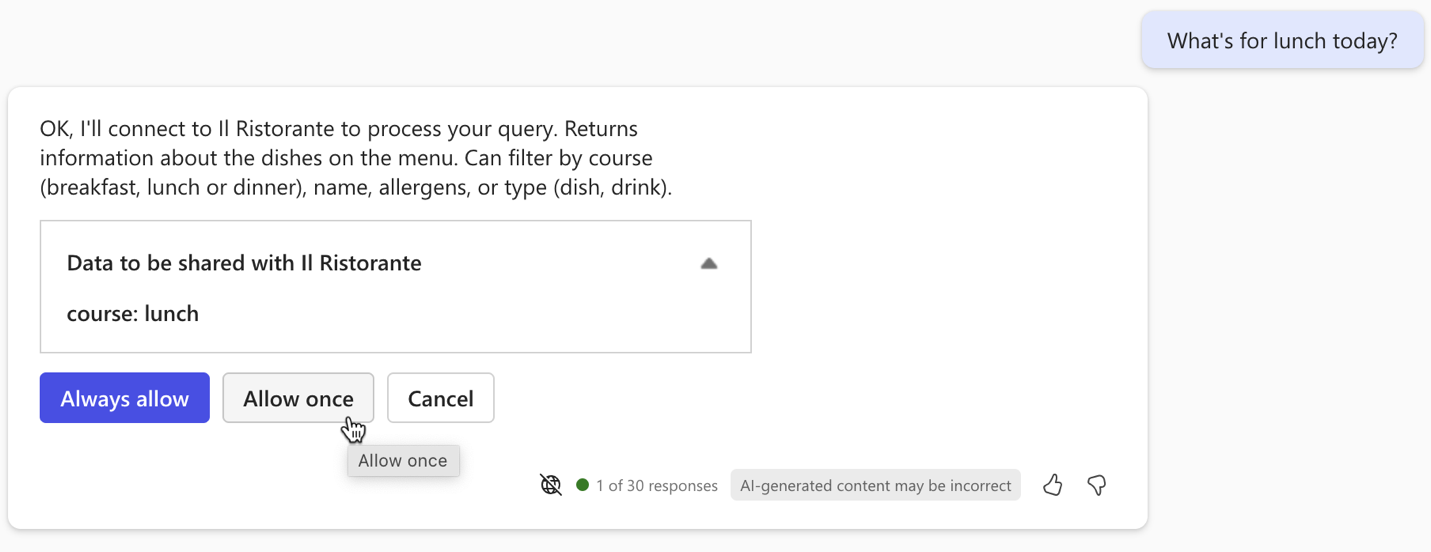 What's for lunch today?
OK, I'll connect to Il Ristorante to process your query. Returns
information about the dishes on the menu. Can filter by course
(breakfast, lunch or dinner), name, allergens, or type (dish, drink).
Data to be shared with Il Ristorante
course: lunch
Always allow
Allow once
Cancel
Allow once
1 of 30 responses
AI-generated content may be incorrect